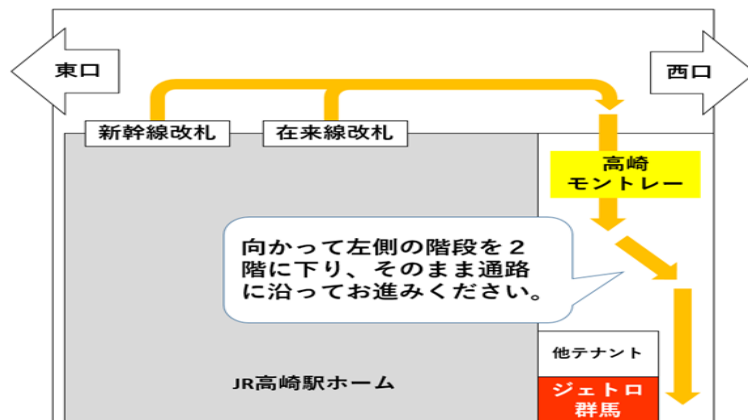 東口
西口
新幹線改札
在来線改札
高崎
モントレー
向かって左側の階段を２
階に下り、そのまま通路
に沿ってお進みください。
他テナント
JR高崎駅ホーム
ジェトロ
群馬